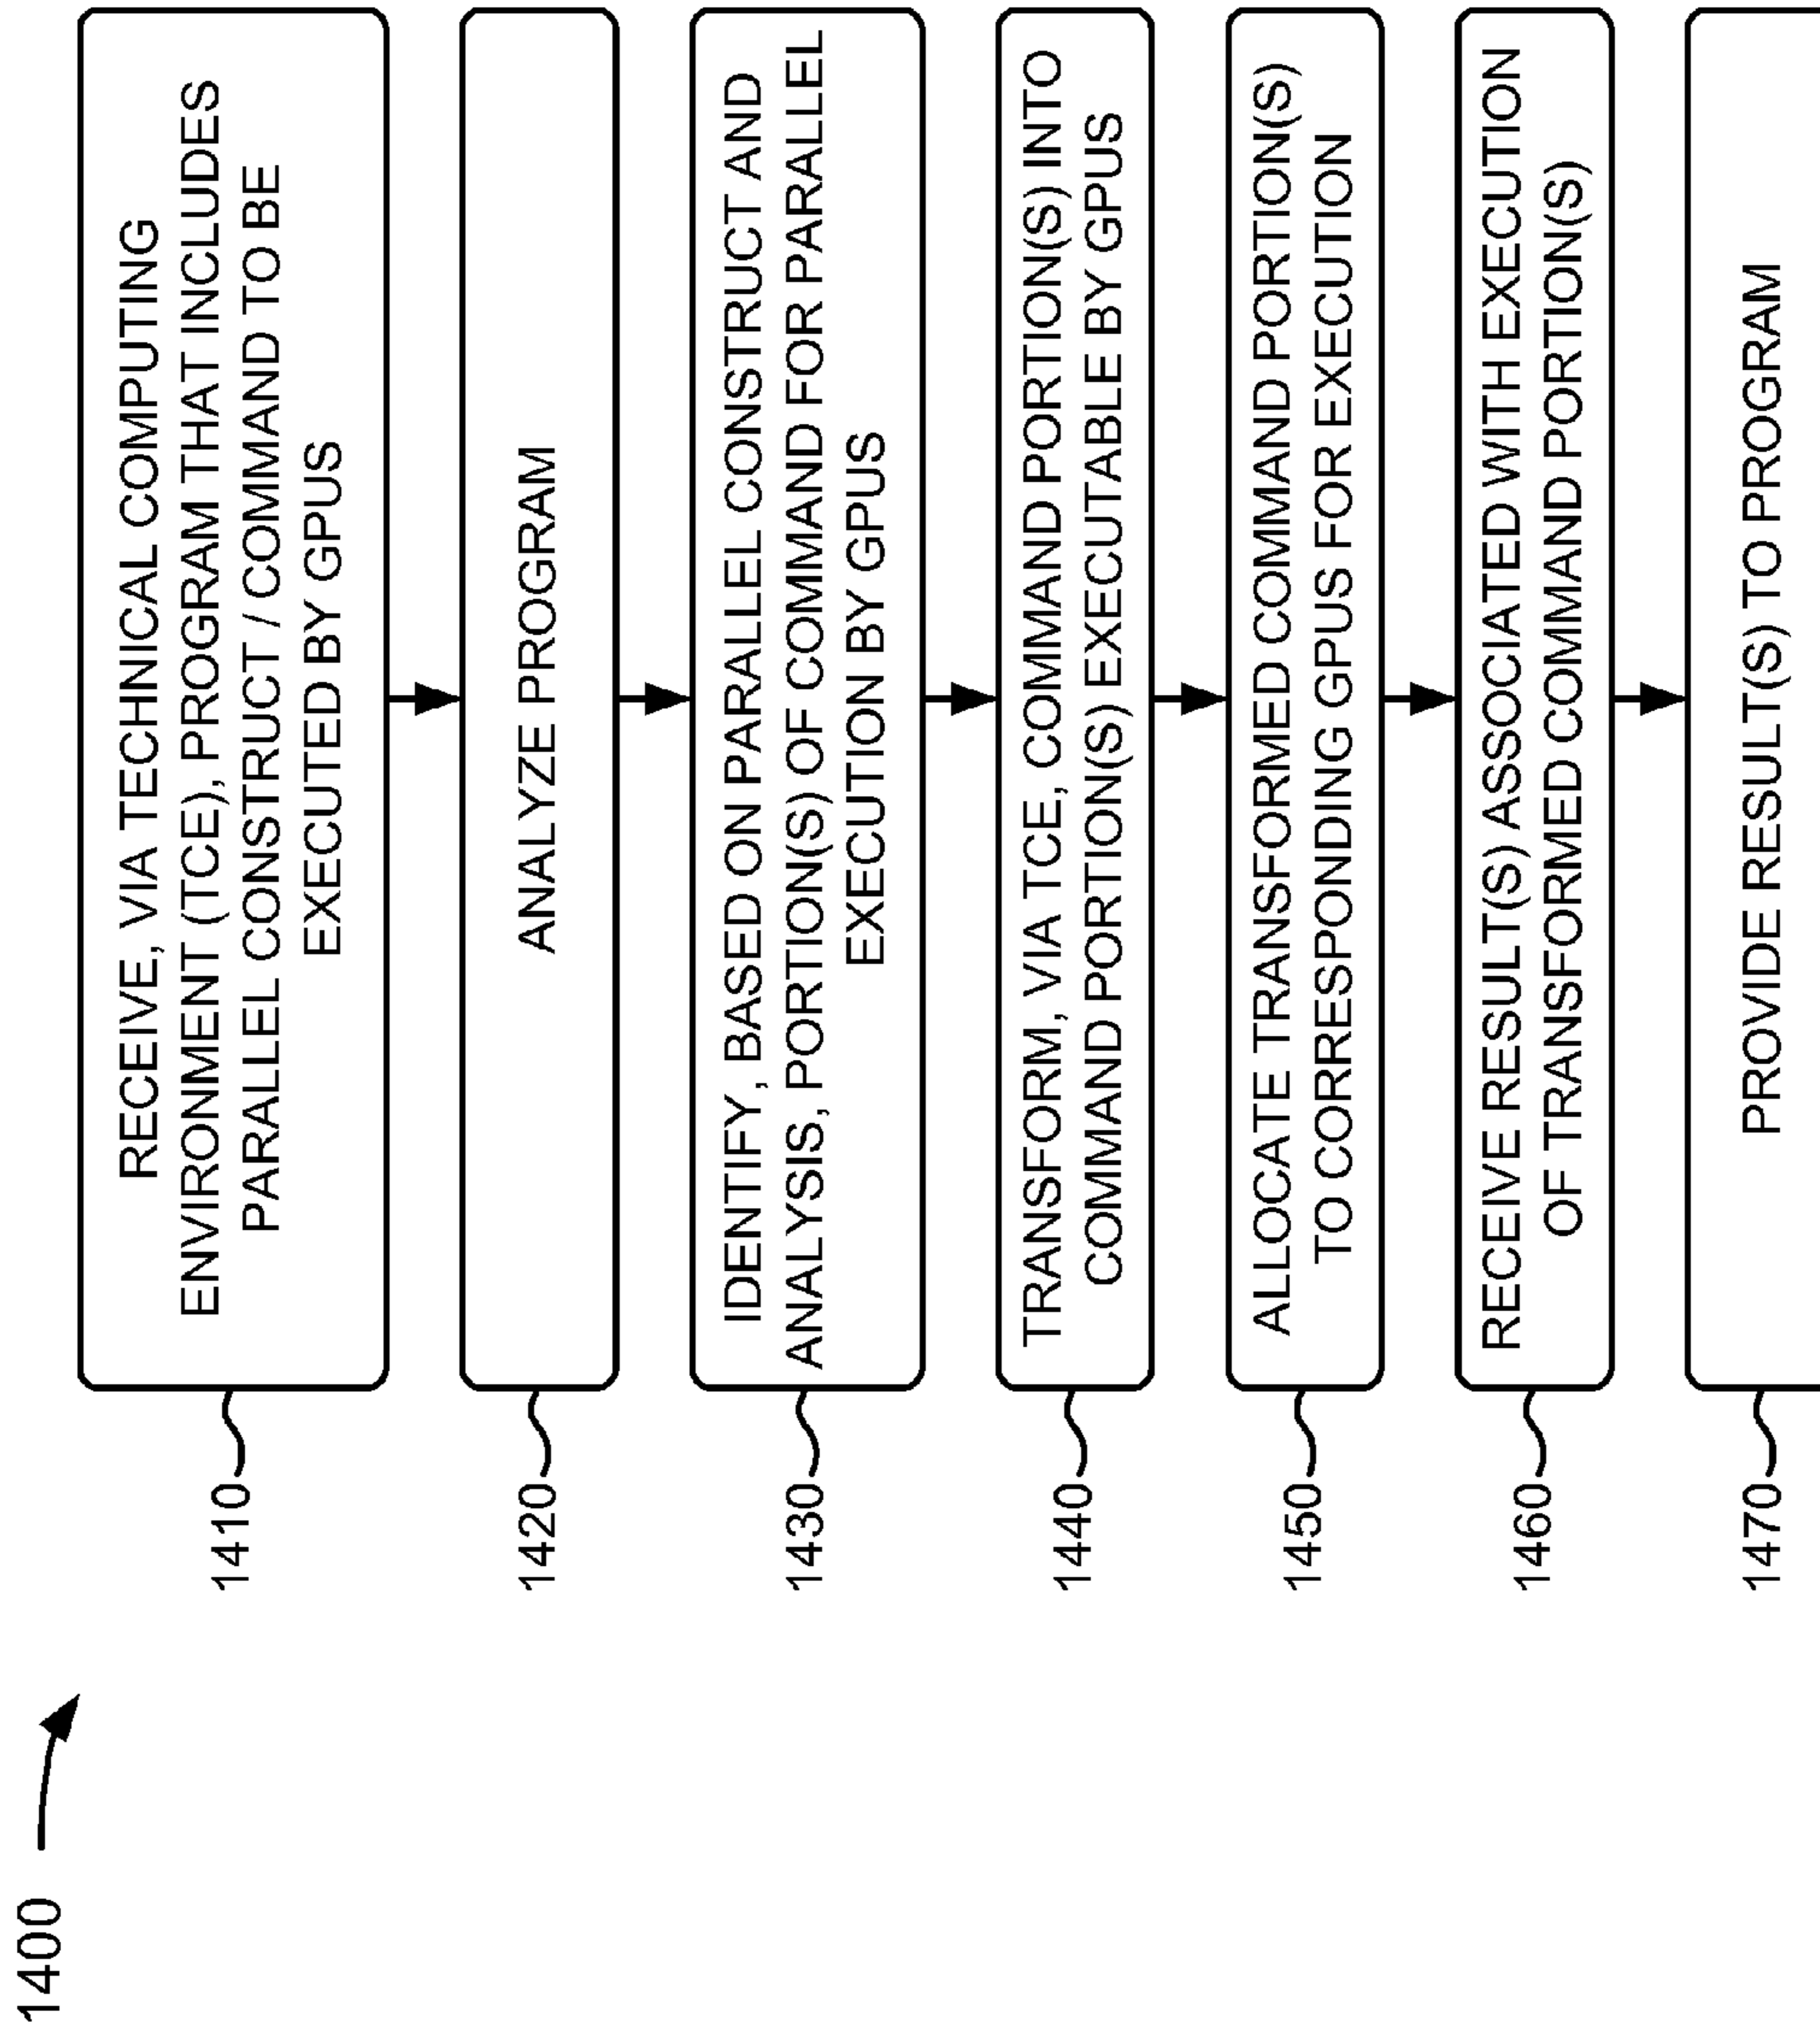 1400
1410
RECEIVE, VIA TECHNICAL COMPUTING
ENVIRONMENT (TCE), PROGRAM THAT INCLUDES
PARALLEL CONSTRUCT / COMMAND TO BE
EXECUTED BY GPUS
1420
ANALYZE PROGRAM
1430
IDENTIFY, BASED ON PARALLEL CONSTRUCT AND
ANALYSIS, PORTION(S) OF COMMAND FOR PARALLEL
EXECUTION BY GPUS
1440
TRANSFORM, VIA TCE, COMMAND PORTION(S) INTO
COMMAND PORTION(S) EXECUTABLE BY GPUS
1450
ALLOCATE TRANSFORMED COMMAND PORTION(S)
TO CORRESPONDING GPUS FOR EXECUTION
1460
RECEIVE RESULT(S) ASSOCIATED WITH EXECUTION
OF TRANSFORMED COMMAND PORTION(S)
1470
PROVIDE RESULT(S) TO PROGRAM